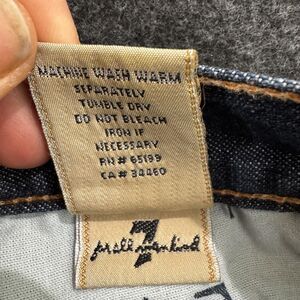 MACHINE WASH WARM
SEPARATELY
TUMBLE DRY
DO NOT BLEACH
IRON IF
NECESSARY
RN# 65199
CA# 34460
7
for all mankind